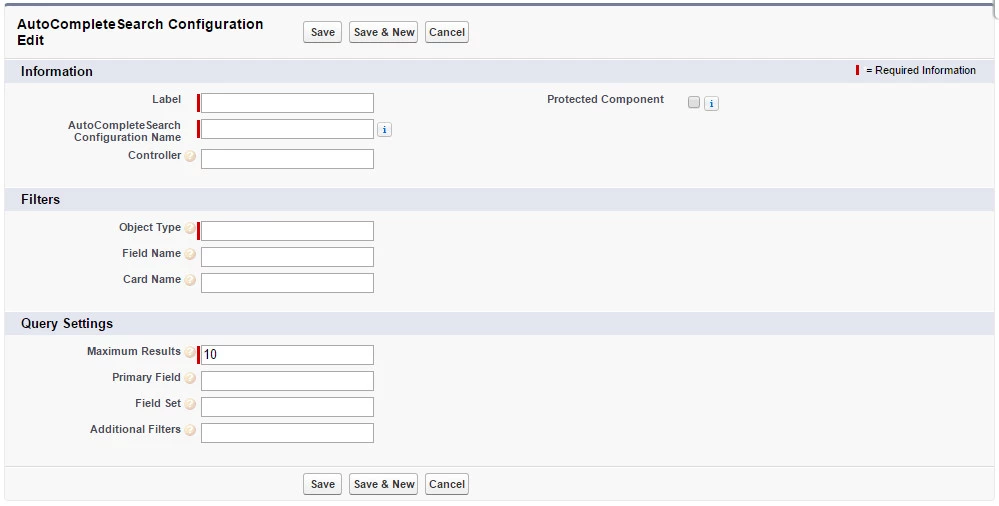 AutoCompleteSearch Configuration
Edit
Save Save & New Cancel
Information
= Required Information
Label
Protected Component
i
AutoCompleteSearch
Configuration Name
i
Controller ?
Filters
Object Type ?
Field Name ?
Card Name ?
Query Settings
Maximum Results ? 10
Primary Field ?
Field Set ?
Additional Filters ?
Save Save & New Cancel